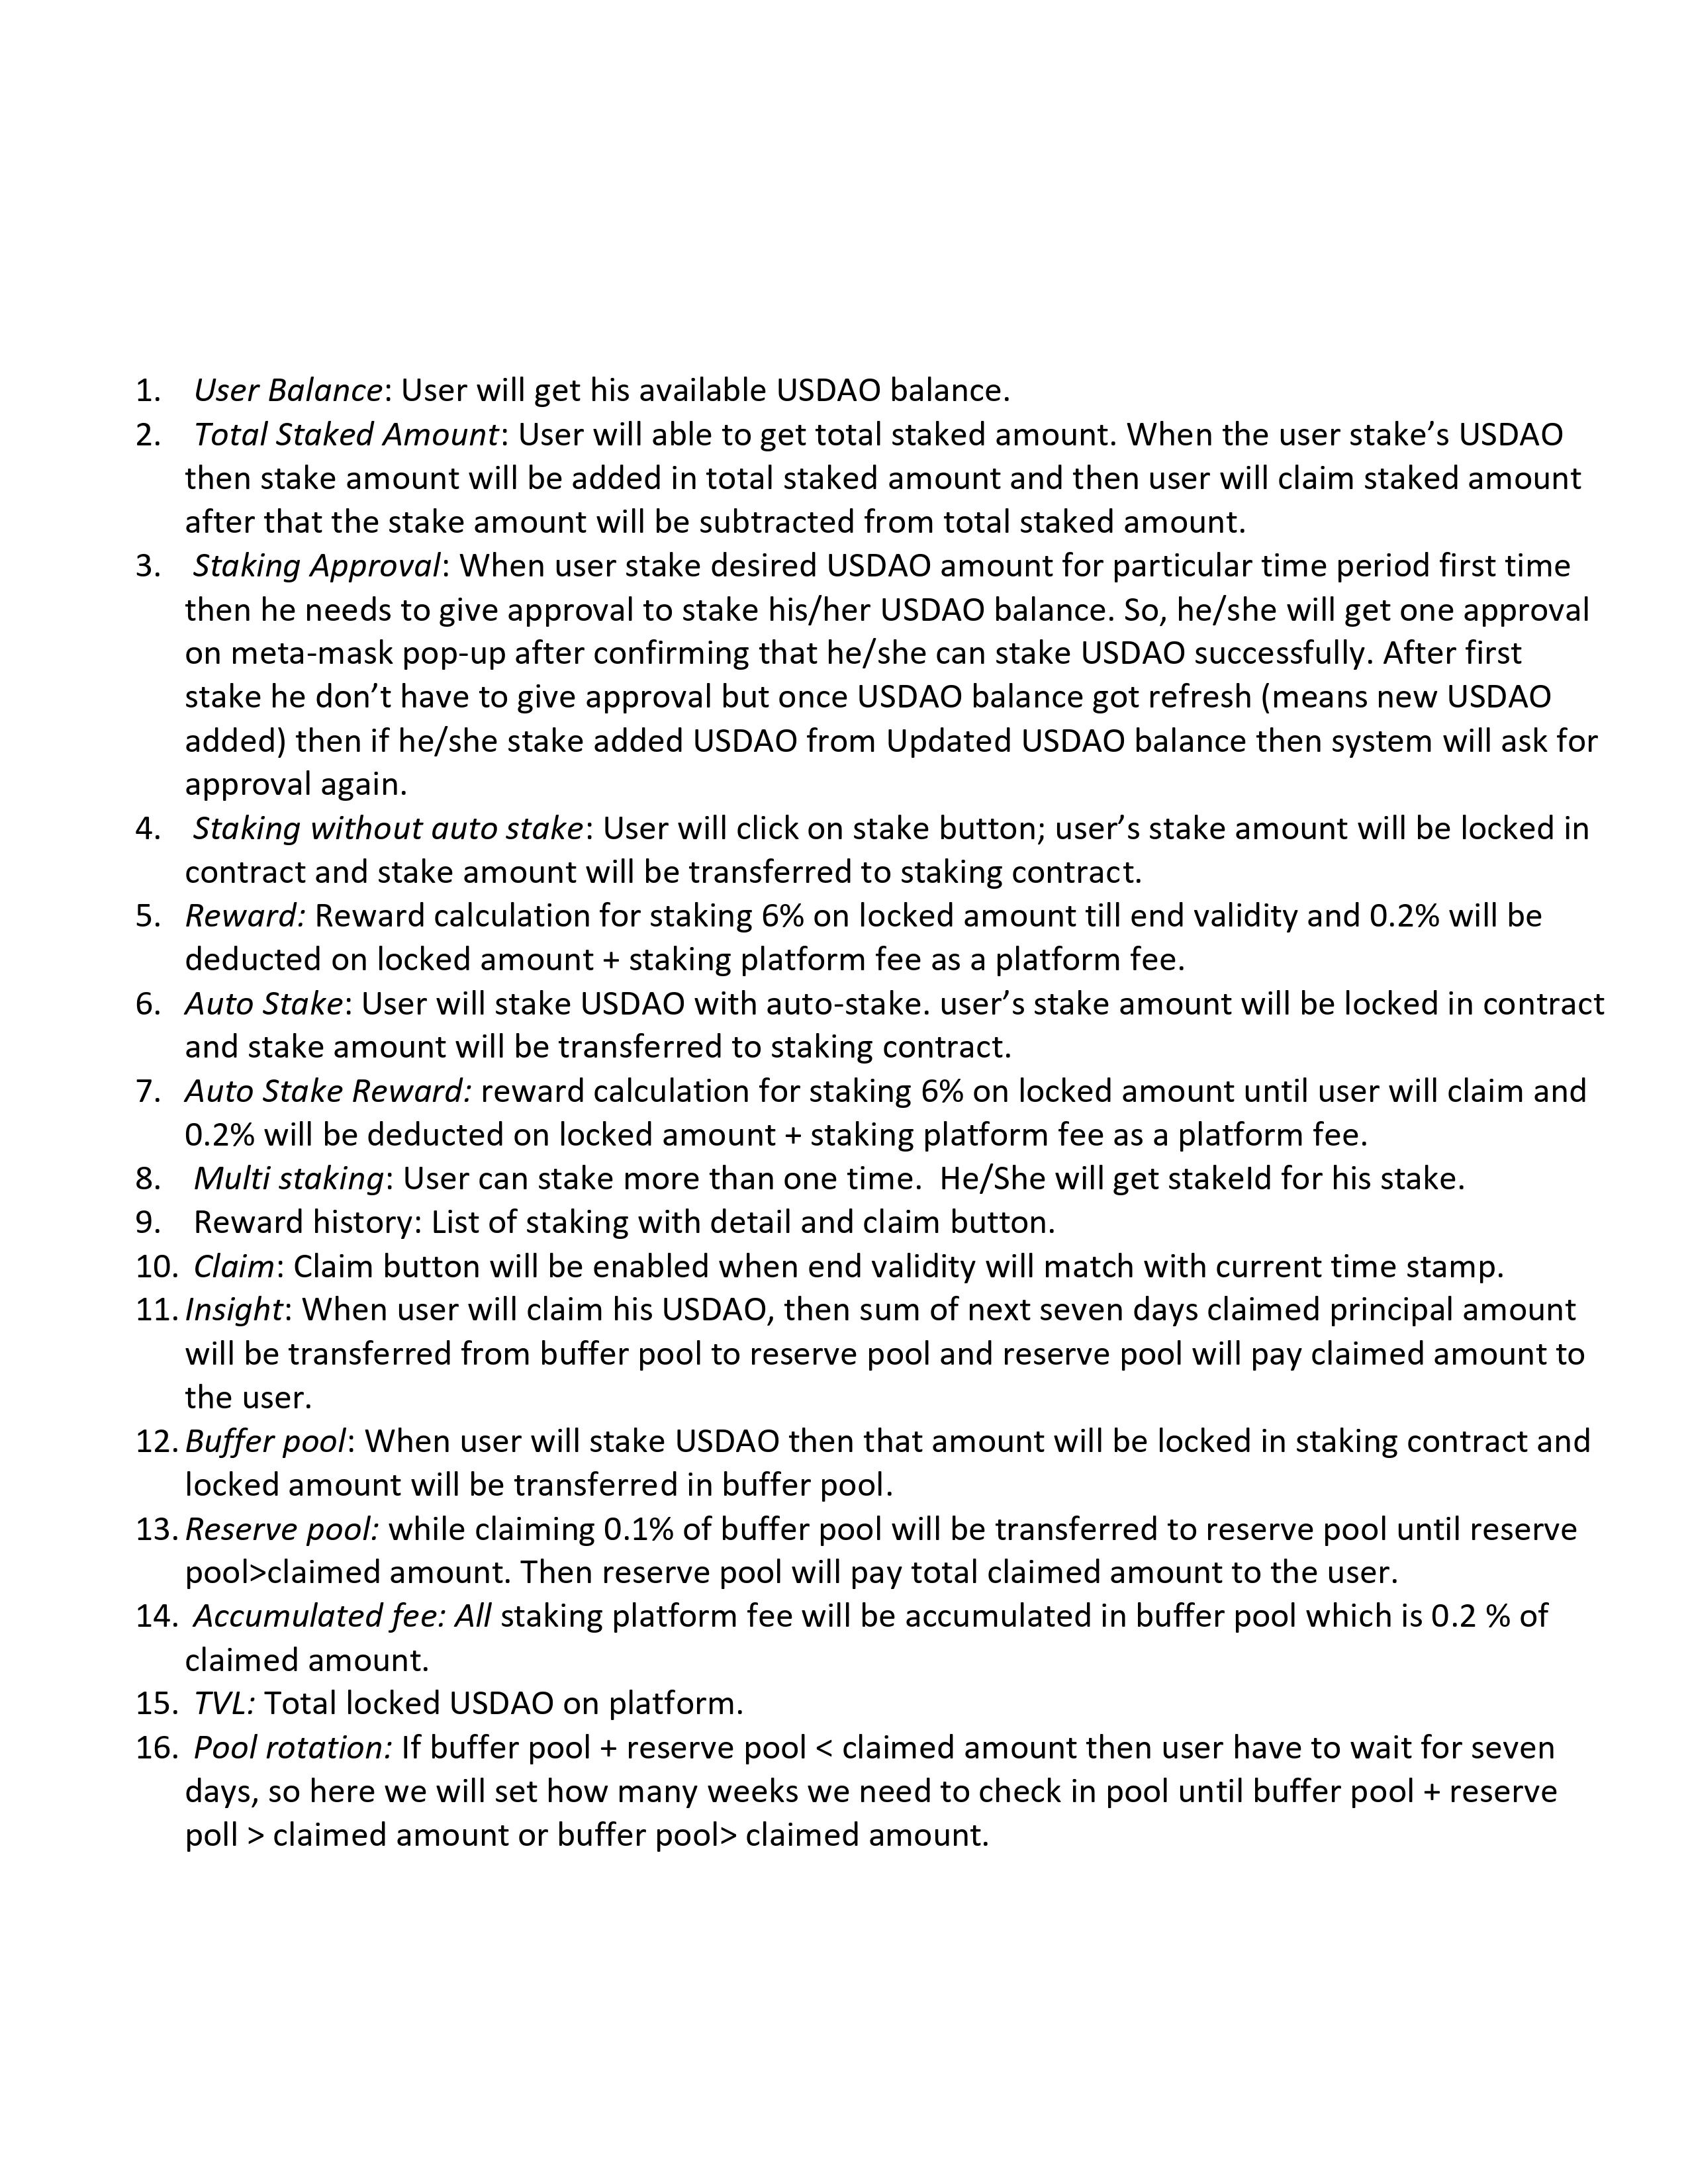 1. User Balance: User will get his available USDAO balance.
2. Total Staked Amount: User will able to get total staked amount. When the user stake’s USDAO
then stake amount will be added in total staked amount and then user will claim staked amount
after that the stake amount will be subtracted from total staked amount.
3. Staking Approval: When user stake desired USDAO amount for particular time period first time
then he needs to give approval to stake his/her USDAO balance. So, he/she will get one approval
on meta-mask pop-up after confirming that he/she can stake USDAO successfully. After first
stake he don’t have to give approval but once USDAO balance got refresh (means new USDAO
added) then if he/she stake added USDAO from Updated USDAO balance then system will ask for
approval again.
4. Staking without auto stake: User will click on stake button; user’s stake amount will be locked in
contract and stake amount will be transferred to staking contract.
5. Reward: Reward calculation for staking 6% on locked amount till end validity and 0.2% will be
deducted on locked amount + staking platform fee as a platform fee.
6. Auto Stake: User will stake USDAO with auto-stake. user’s stake amount will be locked in contract
and stake amount will be transferred to staking contract.
7. Auto Stake Reward: reward calculation for staking 6% on locked amount until user will claim and
0.2% will be deducted on locked amount + staking platform fee as a platform fee.
8. Multi staking: User can stake more than one time.  He/She will get stakeId for his stake.
9. Reward history: List of staking with detail and claim button.
10. Claim: Claim button will be enabled when end validity will match with current time stamp.
11. Insight: When user will claim his USDAO, then sum of next seven days claimed principal amount
will be transferred from buffer pool to reserve pool and reserve pool will pay claimed amount to
the user.
12. Buffer pool: When user will stake USDAO then that amount will be locked in staking contract and
locked amount will be transferred in buffer pool.
13. Reserve pool: while claiming 0.1% of buffer pool will be transferred to reserve pool until reserve
pool>claimed amount. Then reserve pool will pay total claimed amount to the user.
14. Accumulated fee: All staking platform fee will be accumulated in buffer pool which is 0.2 % of
claimed amount.
15. TVL: Total locked USDAO on platform.
16. Pool rotation: If buffer pool + reserve pool < claimed amount then user have to wait for seven
days, so here we will set how many weeks we need to check in pool until buffer pool + reserve
poll > claimed amount or buffer pool> claimed amount.